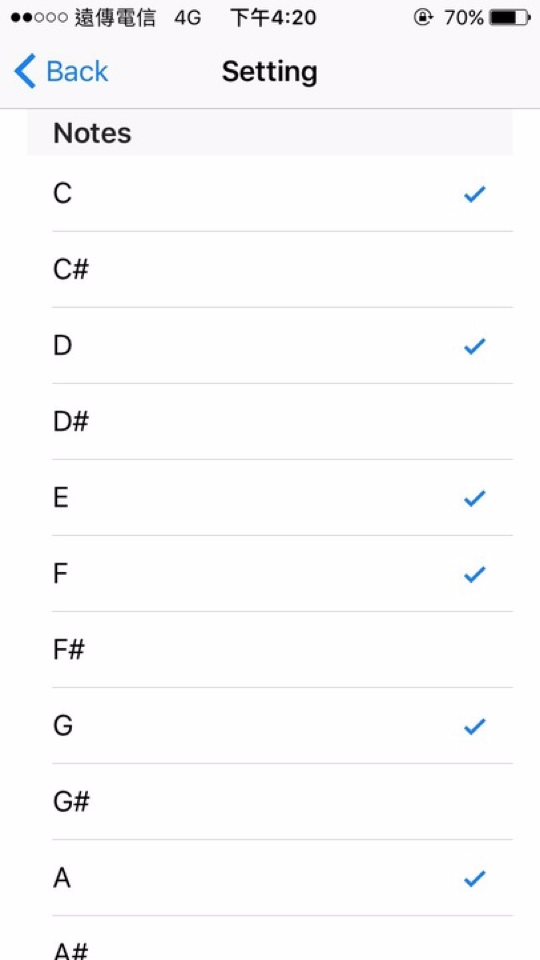 遠傳電信 4G 下午4:20 70%
Back Setting
Notes
C
C#
D
D#
E
F
F#
G
G#
A
A#